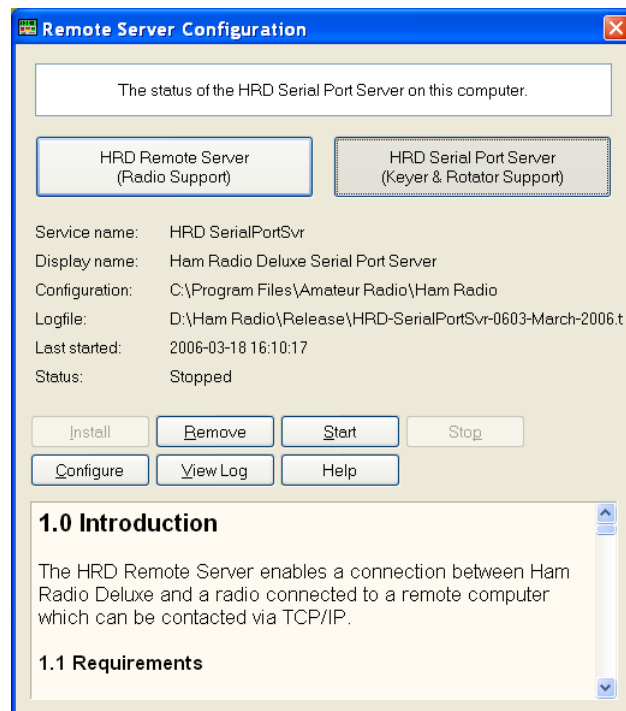 Remote Server Configuration
The status of the HRD Serial Port Server on this computer.
HRD Remote Server
(Radio Support)
HRD Serial Port Server
(Keyer & Rotator Support)
Service name: HRD SerialPortSvr
Display name: Ham Radio Deluxe Serial Port Server
Configuration: C:\Program Files\Amateur Radio\Ham Radio
Logfile: D:\Ham Radio\Release\HRD-SerialPortSvr-0603-March-2006.t
Last started: 2006-03-18 16:10:17
Status: Stopped
Install Remove Start Stop
Configure View Log Help
1.0 Introduction
The HRD Remote Server enables a connection between Ham
Radio Deluxe and a radio connected to a remote computer
which can be contacted via TCP/IP.
1.1 Requirements